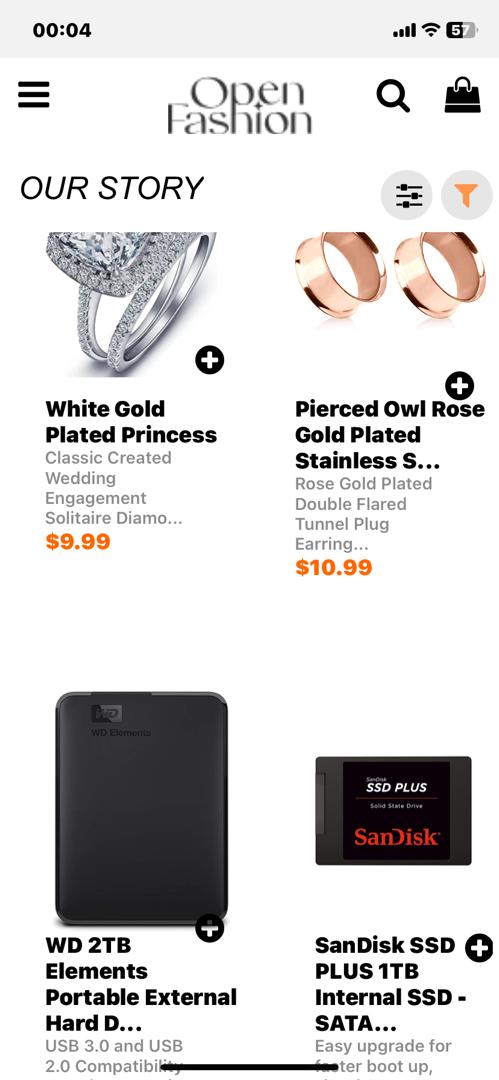 00:04
57
Open
Fashion
OUR STORY
White Gold
Plated Princess
Classic Created
Wedding
Engagement
Solitaire Diamo...
$9.99
Pierced Owl Rose
Gold Plated
Stainless S...
Rose Gold Plated
Double Flared
Tunnel Plug
Earring...
$10.99
WD
WD Elements
SanDisk
SSD PLUS
Solid State Drive
SanDisk
WD 2TB
Elements
Portable External
Hard D...
USB 3.0 and USB
2.0 Compatibility
SanDisk SSD
PLUS 1TB
Internal SSD -
SATA...
Easy upgrade for
faster boot up,